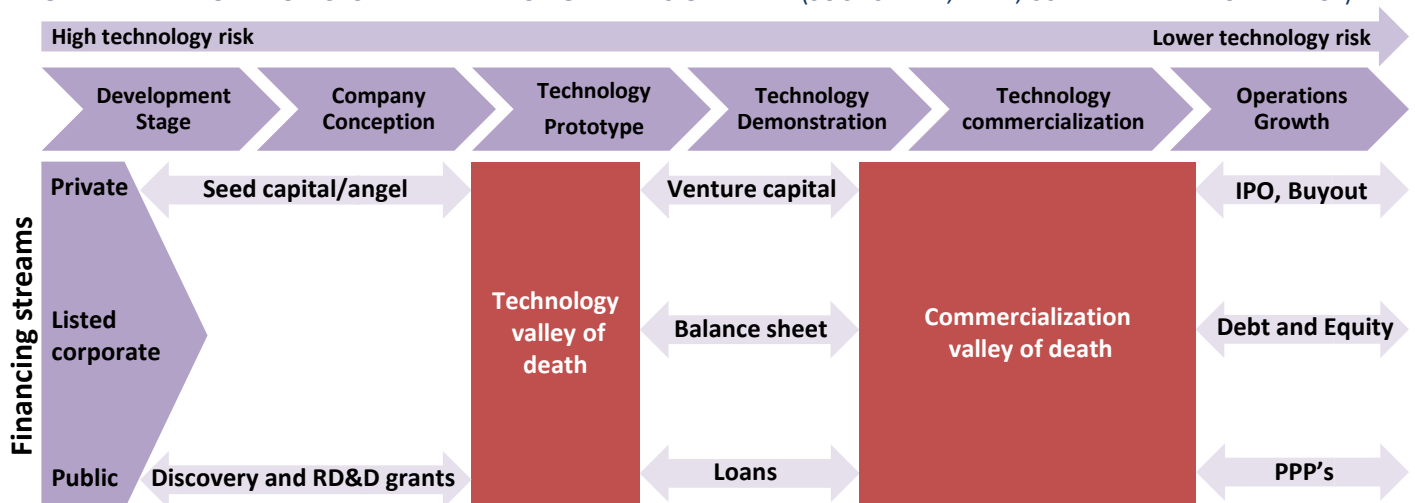 High technology risk
Lower technology risk
Development
Stage
Company
Conception
Technology
Prototype
Technology
Demonstration
Technology
commercialization
Operations
Growth
Financing streams
Private
Seed capital/angel
Venture capital
IPO, Buyout
Listed
corporate
Technology
valley of
death
Balance sheet
Commercialization
valley of death
Debt and Equity
Public
Discovery and RD&D grants
Loans
PPP's